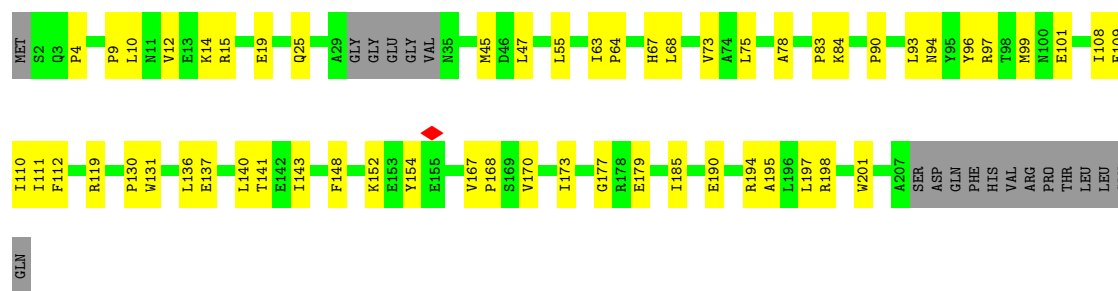 MET S2 Q3 P4 P9 L10 N11 V12 E13 K14 R15 E19 Q25 A29 GLY GLY GLU GLY VAL N35 M45 D46 L47 L55 I63 P64 H67 L68 V73 A74 L75 A78 P83 K84 P90 L93 N94 Y95 Y96 R97 T98 M99 N100 E101 I108
I110 I111 F112 R119 P130 W131 L136 E137 L140 T141 E142 I143 F148 K152 E153 Y154 E155 V167 P168 S169 V170 I173 G177 R178 E179 I185 E190 R194 A195 L196 L197 R198 W201 A207 SER ASP GLN PHE HIS VAL ARG PRO THR LEU LEU
GLN